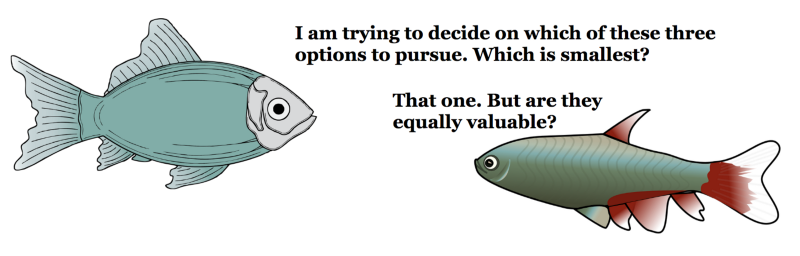 I am trying to decide on which of these three
options to pursue. Which is smallest?
That one. But are they
equally valuable?